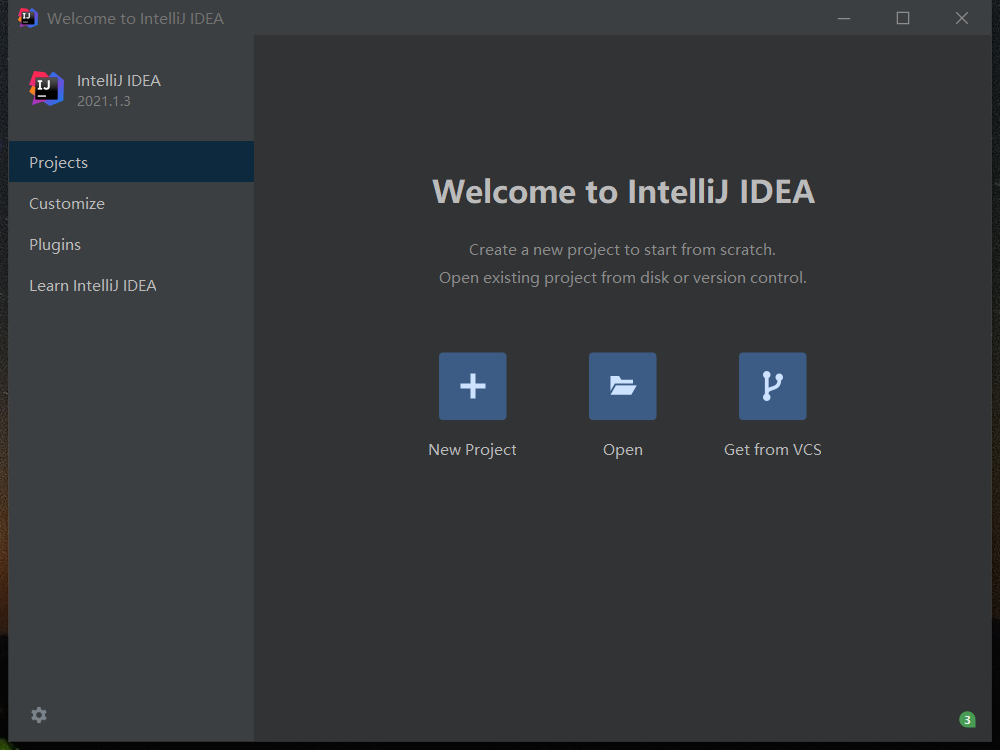 Welcome to IntelliJ IDEA
IJ
IntelliJ IDEA
2021.1.3
Projects
Customize
Plugins
Learn IntelliJ IDEA
Welcome to IntelliJ IDEA
Create a new project to start from scratch.
Open existing project from disk or version control.
New Project
Open
Get from VCS
3